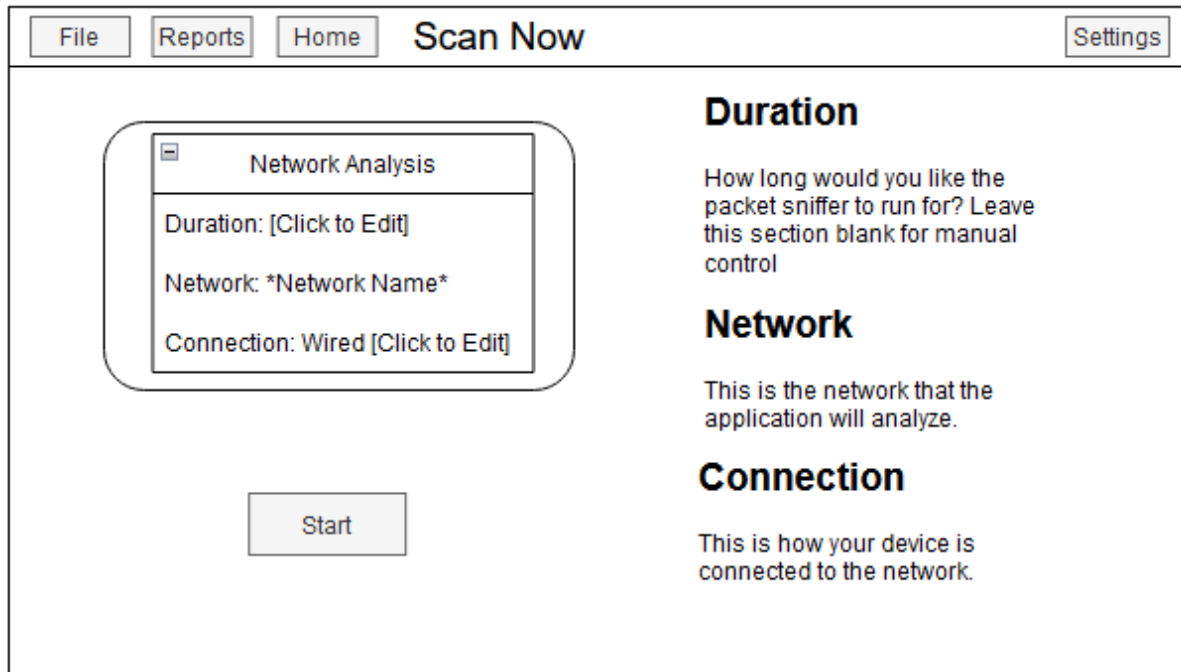 File Reports Home Scan Now Settings
Network Analysis
Duration: [Click to Edit]
Network: *Network Name*
Connection: Wired [Click to Edit]
Start
Duration
How long would you like the
packet sniffer to run for? Leave
this section blank for manual
control
Network
This is the network that the
application will analyze.
Connection
This is how your device is
connected to the network.